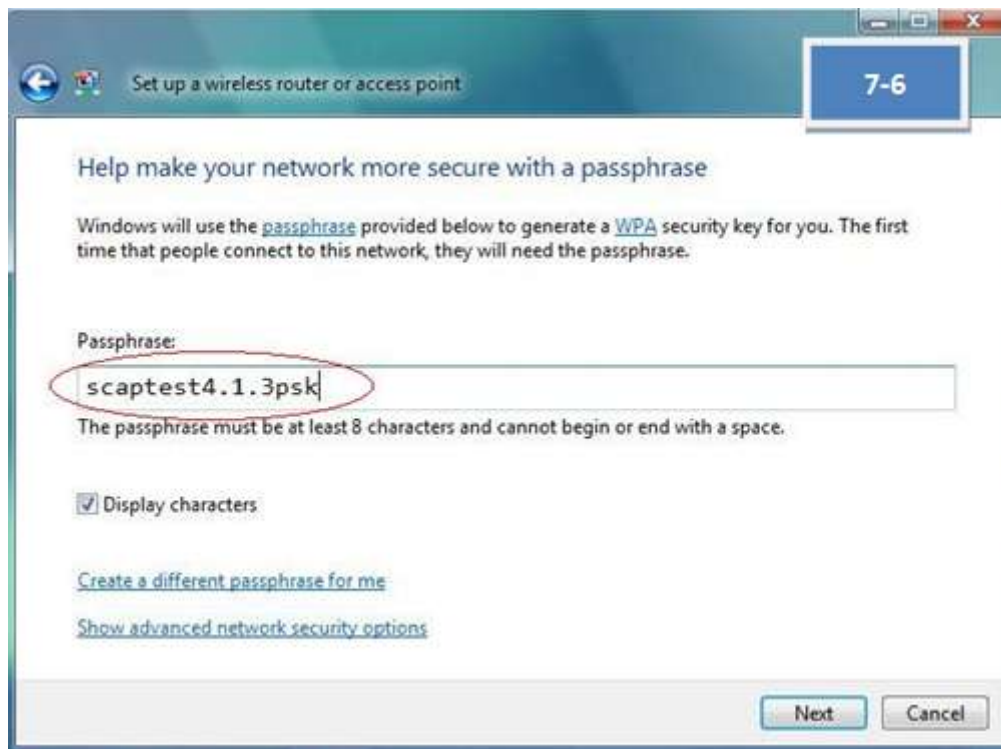 Set up a wireless router or access point
7-6
Help make your network more secure with a passphrase
Windows will use the passphrase provided below to generate a WPA security key for you. The first
time that people connect to this network, they will need the passphrase.
Passphrase:
scaptest4.1.3psk
The passphrase must be at least 8 characters and cannot begin or end with a space.
Display characters
Create a different passphrase for me
Show advanced network security options
Next Cancel